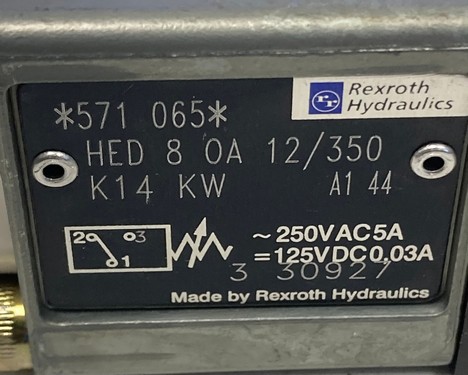 Rexroth
Hydraulics
*571 065*
HED 8 OA 12/350
K14 KW A1 44
2 3 ~250VAC5A
1 =125VDC0,03A
3 30927
Made by Rexroth Hydraulics